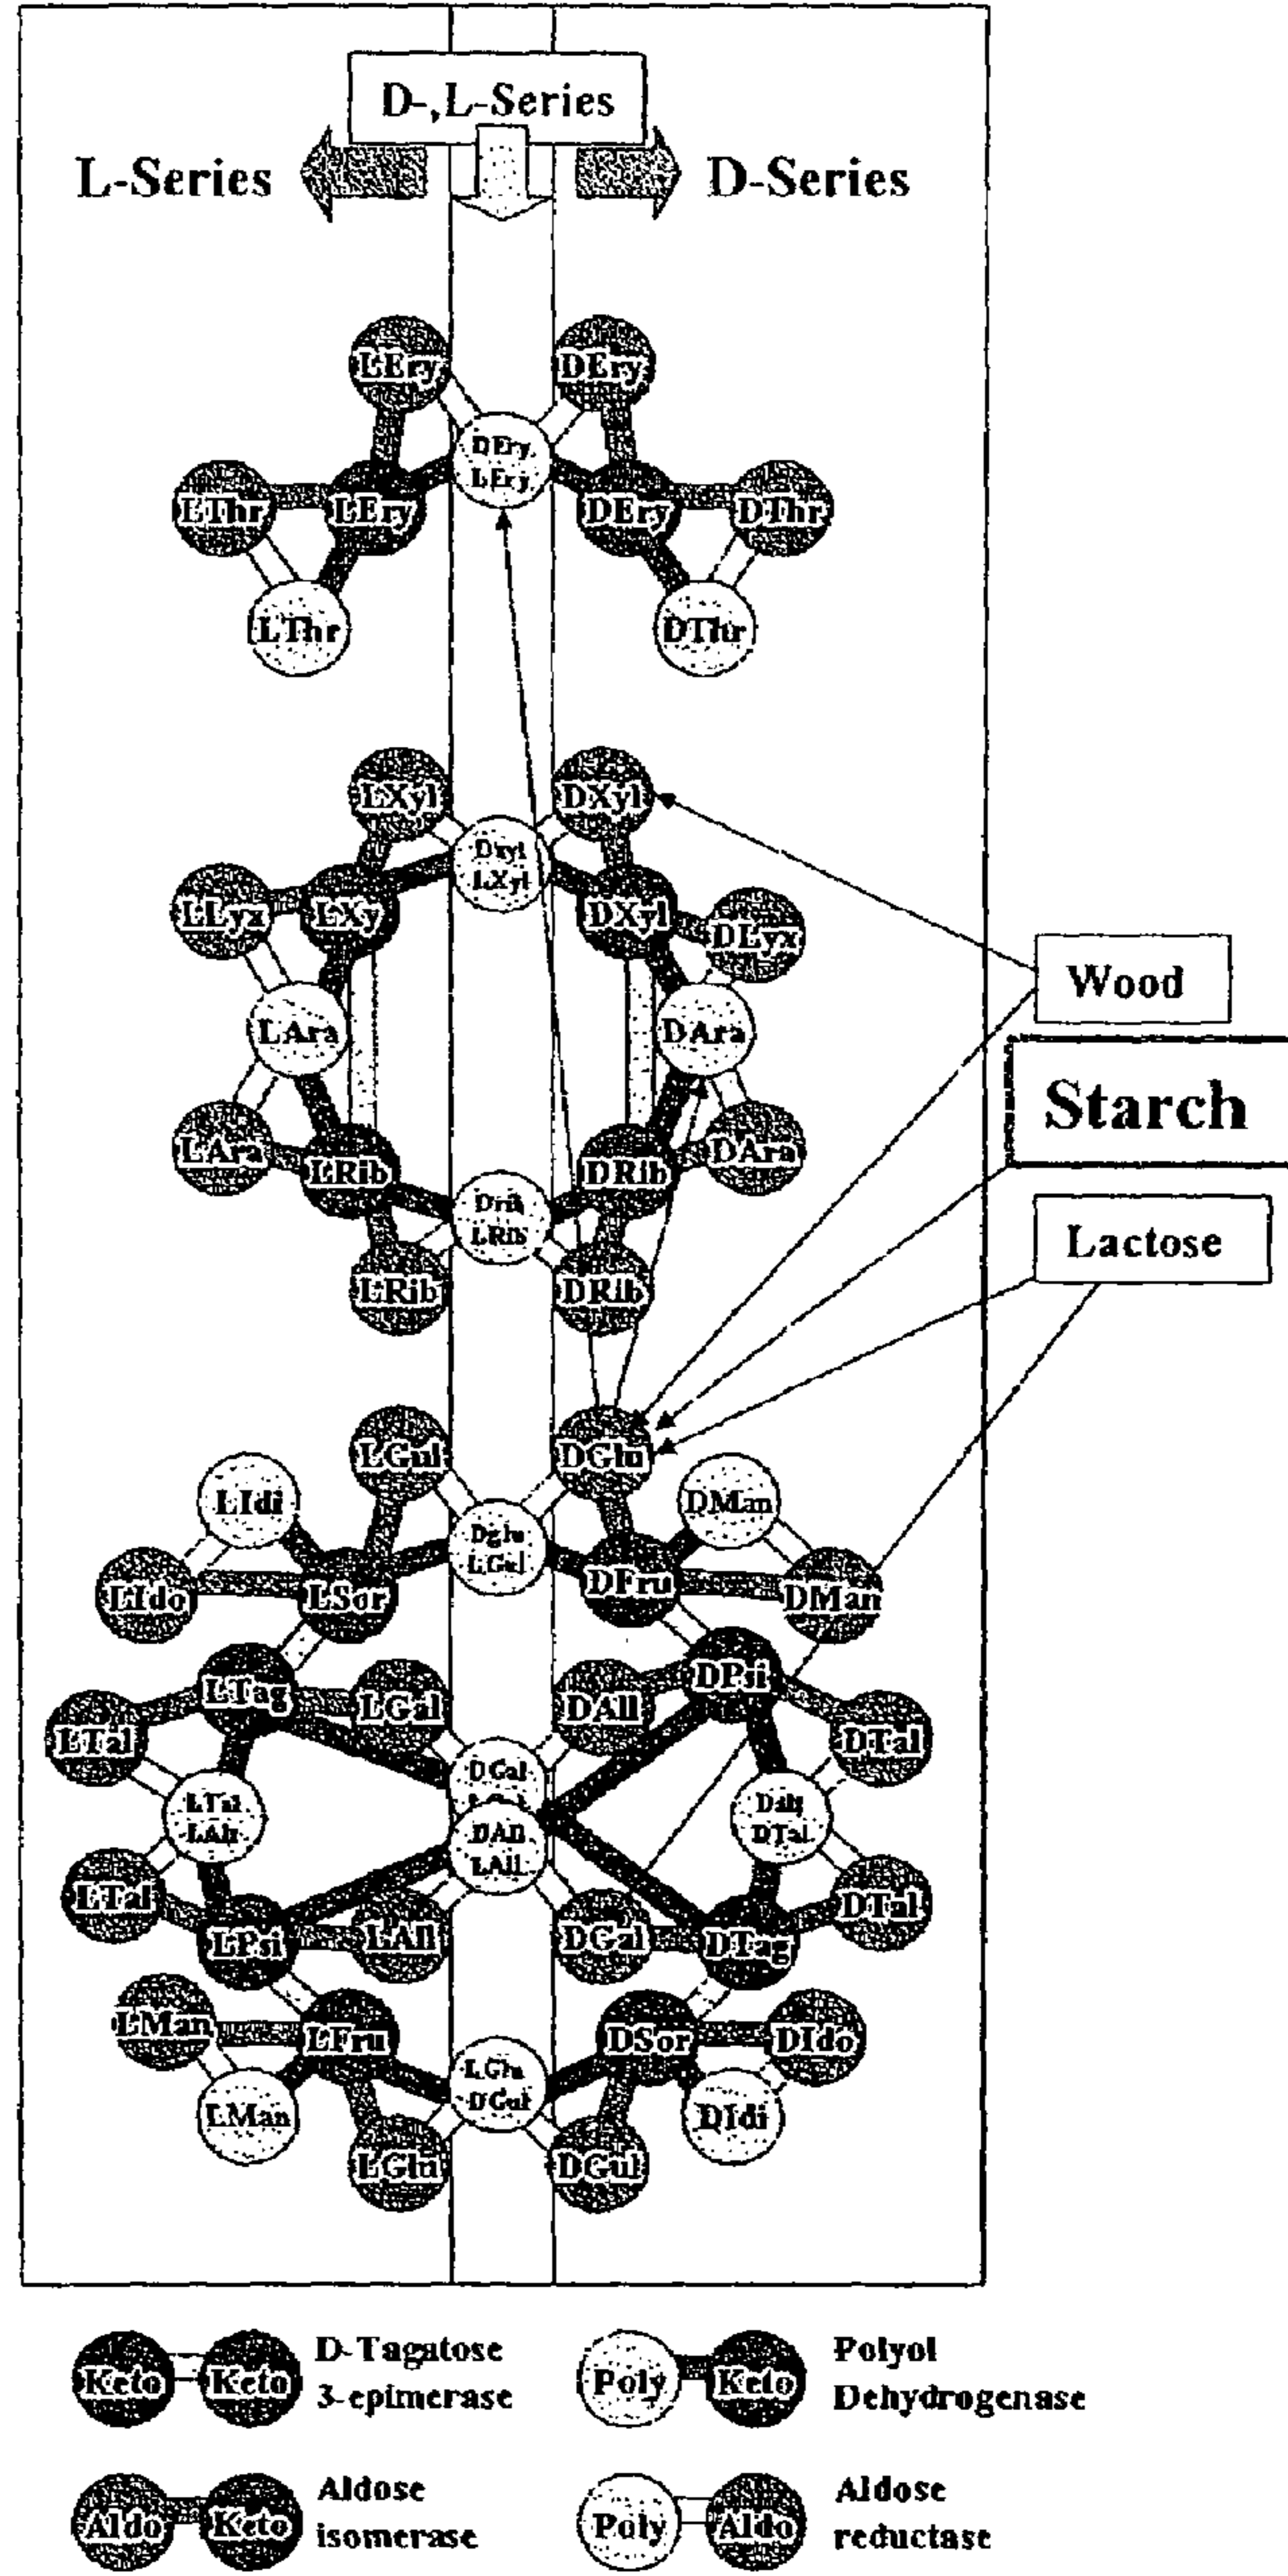 D-,L-Series
L-Series
D-Series
LEry
DEry
DEry
LEry
LThr
LEry
DEry
DThr
LThr
DThr
LXyl
DXyl
Dxyl
LXyl
LLyx
LXy
DXyl
DLyx
Wood
LAra
DAra
Starch
LAra
LRib
DRib
DAra
Drib
LRib
Lactose
LRib
DRib
LGul
DGlu
LIdi
DMan
Dglu
LGul
LIdo
LSor
DFru
DMan
LTag
LGal
DAll
DPsi
LTal
DTal
DGal
LTal
LAlt
DAll
LAll
Dalt
DTal
LTal
DTal
LPsi
LAll
DGal
DTag
LMan
LFru
DSor
DIdo
LGlu
DGul
LMan
DIdi
LGlu
DGul
Keto
Keto
D-Tagatose
3-epimerase
Poly
Keto
Polyol
Dehydrogenase
Aldo
Keto
Aldose
isomerase
Poly
Aldo
Aldose
reductase